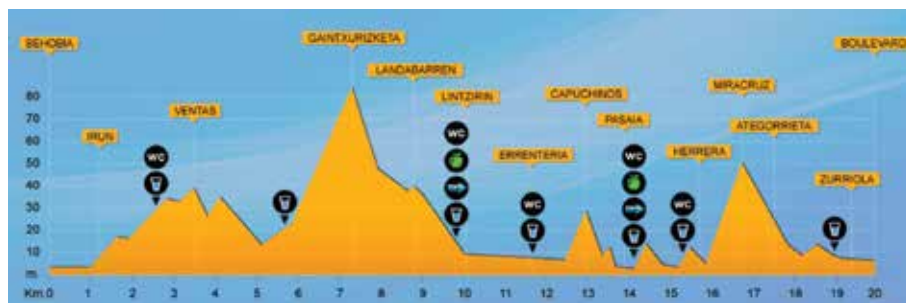 BEHOBIA
IRUN
VENTAS
GAINTXURIZKETA
LANDABARREN
LINTZIRIN
ERRENTERIA
CAPUCHINOS
PASAIA
HERRERA
MIRACRUZ
ATEGORRIETA
ZURRIOLA
BOULEVARD
80
70
60
50
40
30
20
10
m
WC
WC
WC
WC
WC
Km.0 1 2 3 4 5 6 7 8 9 10 11 12 13 14 15 16 17 18 19 20